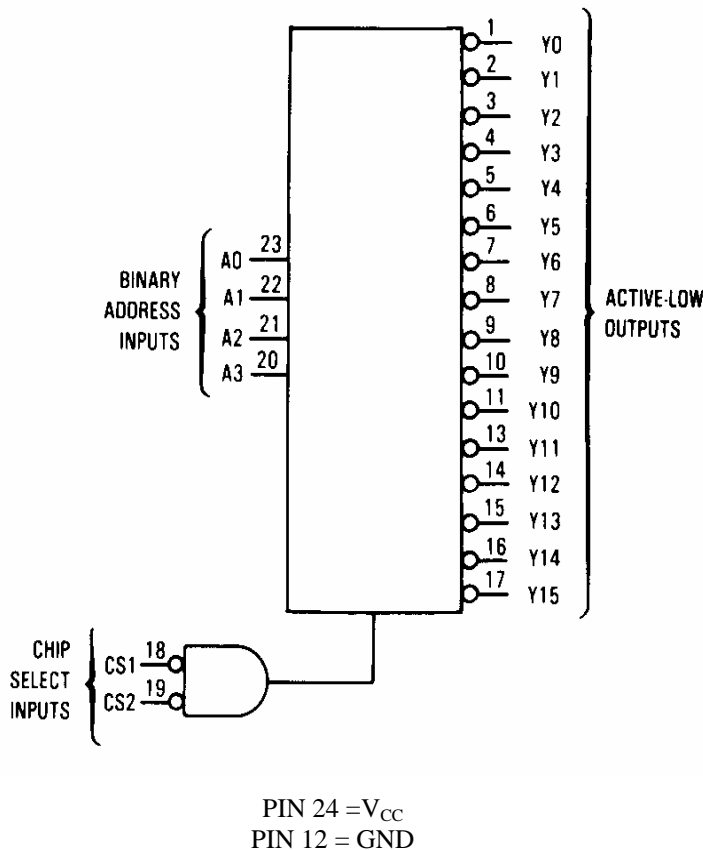 1 Y0
2 Y1
3 Y2
4 Y3
5 Y4
6 Y5
7 Y6
8 Y7
9 Y8
10 Y9
11 Y10
13 Y11
14 Y12
15 Y13
16 Y14
17 Y15
BINARY
ADDRESS
INPUTS
A0 23
A1 22
A2 21
A3 20
ACTIVE-LOW
OUTPUTS
CHIP
SELECT
INPUTS
CS1 18
CS2 19
PIN 24 =VCC
PIN 12 = GND